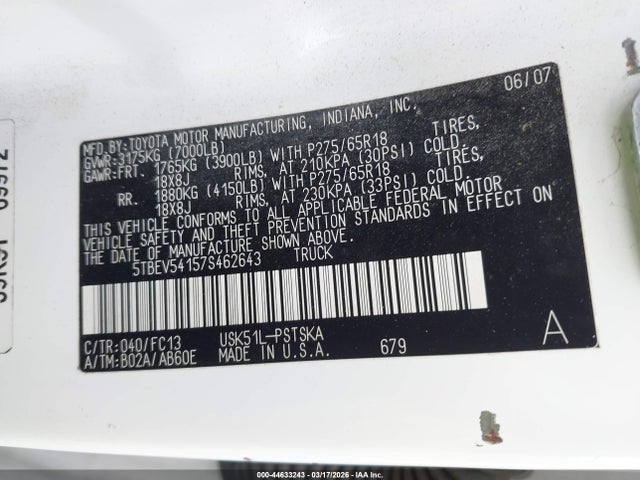 06/07
MFD.BY:TOYOTA MOTOR MANUFACTURING, INDIANA, INC.
GVWR:3175KG (7000LB)
GAWR:FRT. 1765KG (3900LB) WITH P275/65R18 TIRES,
18X8J RIMS, AT 210KPA (30PSI) COLD.
RR. 1880KG (4150LB) WITH P275/65R18 TIRES,
18X8J RIMS, AT 230KPA (33PSI) COLD.
THIS VEHICLE CONFORMS TO ALL APPLICABLE FEDERAL MOTOR
VEHICLE SAFETY AND THEFT PREVENTION STANDARDS IN EFFECT ON
THE DATE OF MANUFACTURE SHOWN ABOVE.
5TBEV54157S462643 TRUCK
C/TR:040/FC13 USK51L-PSTSKA A
A/TM:B02A/AB60E MADE IN U.S.A. 679
000-44633243 - 03/17/2026 - COPYRIGHT IAA, Inc.